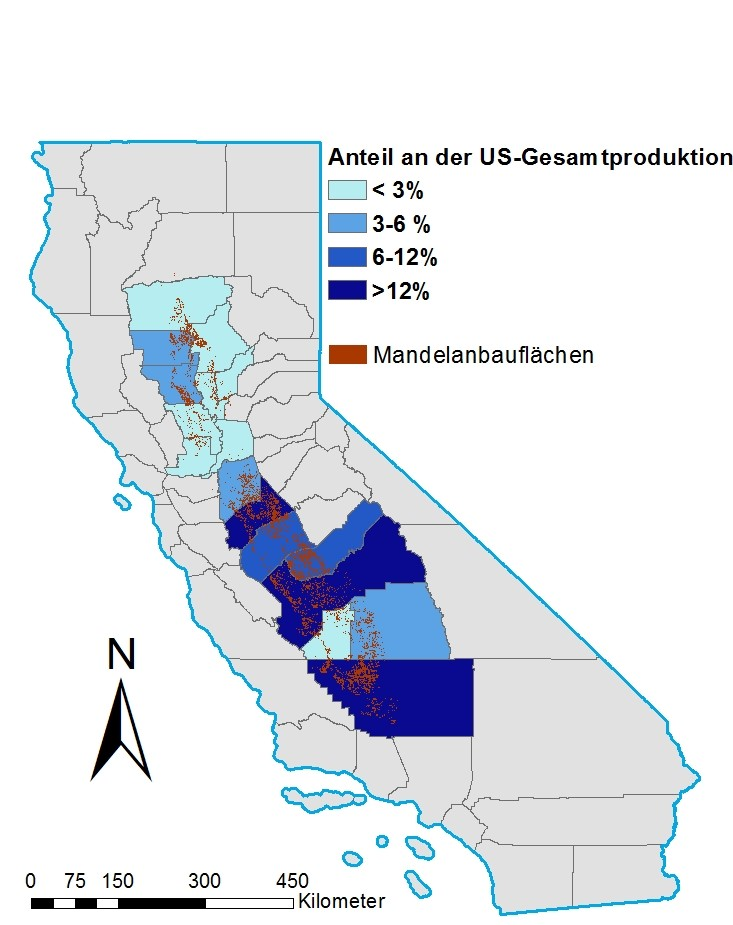 Anteil an der US-Gesamtproduktion
< 3%
3-6 %
6-12%
>12%
Mandelanbauflächen
N
0 75 150 300 450
Kilometer